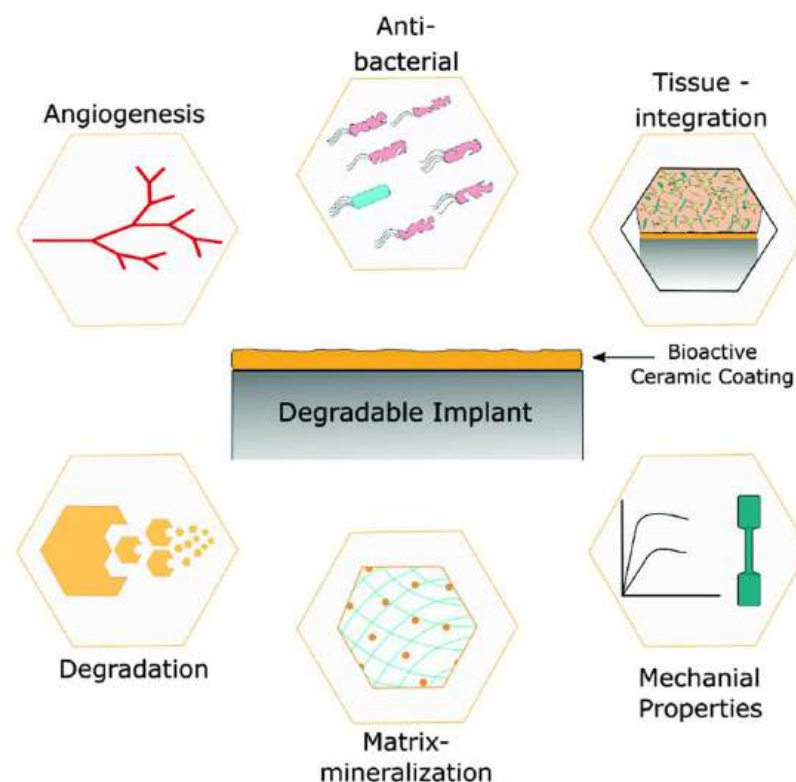 Anti-
bacterial
Angiogenesis
Tissue -
integration
Bioactive
Ceramic Coating
Degradable Implant
Degradation
Matrix-
mineralization
Mechanial
Properties